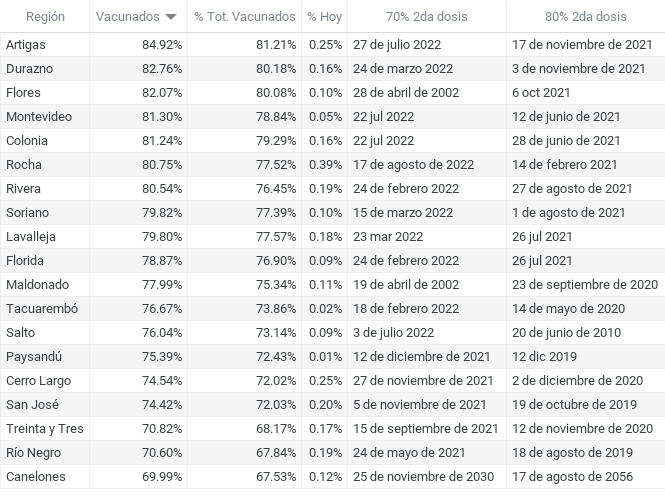 Región Vacunados % Tot. Vacunados % Hoy 70% 2da dosis 80% 2da dosis
Artigas 84.92% 81.21% 0.25% 27 de julio 2022 17 de noviembre de 2021
Durazno 82.76% 80.18% 0.16% 24 de marzo 2022 3 de noviembre de 2021
Flores 82.07% 80.08% 0.10% 28 de abril de 2002 6 oct 2021
Montevideo 81.30% 78.84% 0.05% 22 jul 2022 12 de junio de 2021
Colonia 81.24% 79.29% 0.16% 22 jul 2022 28 de junio de 2021
Rocha 80.75% 77.52% 0.39% 17 de agosto de 2022 14 de febrero 2021
Rivera 80.54% 76.45% 0.19% 24 de febrero 2022 27 de agosto de 2021
Soriano 79.82% 77.39% 0.10% 15 de marzo 2022 1 de agosto de 2021
Lavalleja 79.80% 77.57% 0.18% 23 mar 2022 26 jul 2021
Florida 78.87% 76.90% 0.09% 24 de febrero 2022 26 jul 2021
Maldonado 77.99% 75.34% 0.11% 19 de abril de 2002 23 de septiembre de 2020
Tacuarembó 76.67% 73.86% 0.02% 18 de febrero 2022 14 de mayo de 2020
Salto 76.04% 73.14% 0.09% 3 de julio 2022 20 de junio de 2010
Paysandú 75.39% 72.43% 0.01% 12 de diciembre de 2021 12 dic 2019
Cerro Largo 74.54% 72.02% 0.25% 27 de noviembre de 2021 2 de diciembre de 2020
San José 74.42% 72.03% 0.20% 5 de noviembre de 2021 19 de octubre de 2019
Treinta y Tres 70.82% 68.17% 0.17% 15 de septiembre de 2021 12 de noviembre de 2020
Río Negro 70.60% 67.84% 0.19% 24 de mayo de 2021 18 de agosto de 2019
Canelones 69.99% 67.53% 0.12% 25 de noviembre de 2030 17 de agosto de 2056